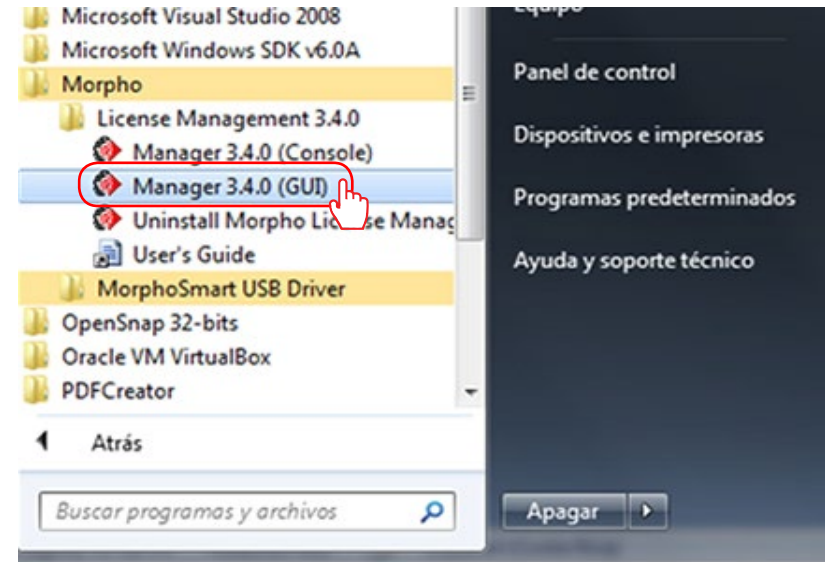 Microsoft Visual Studio 2008
Microsoft Windows SDK v6.0A
Morpho
License Management 3.4.0
Manager 3.4.0 (Console)
Manager 3.4.0 (GUI)
Uninstall Morpho License Manag
User's Guide
MorphoSmart USB Driver
OpenSnap 32-bits
Oracle VM VirtualBox
PDFCreator
Atrás
Buscar programas y archivos
Equipo
Panel de control
Dispositivos e impresoras
Programas predeterminados
Ayuda y soporte técnico
Apagar